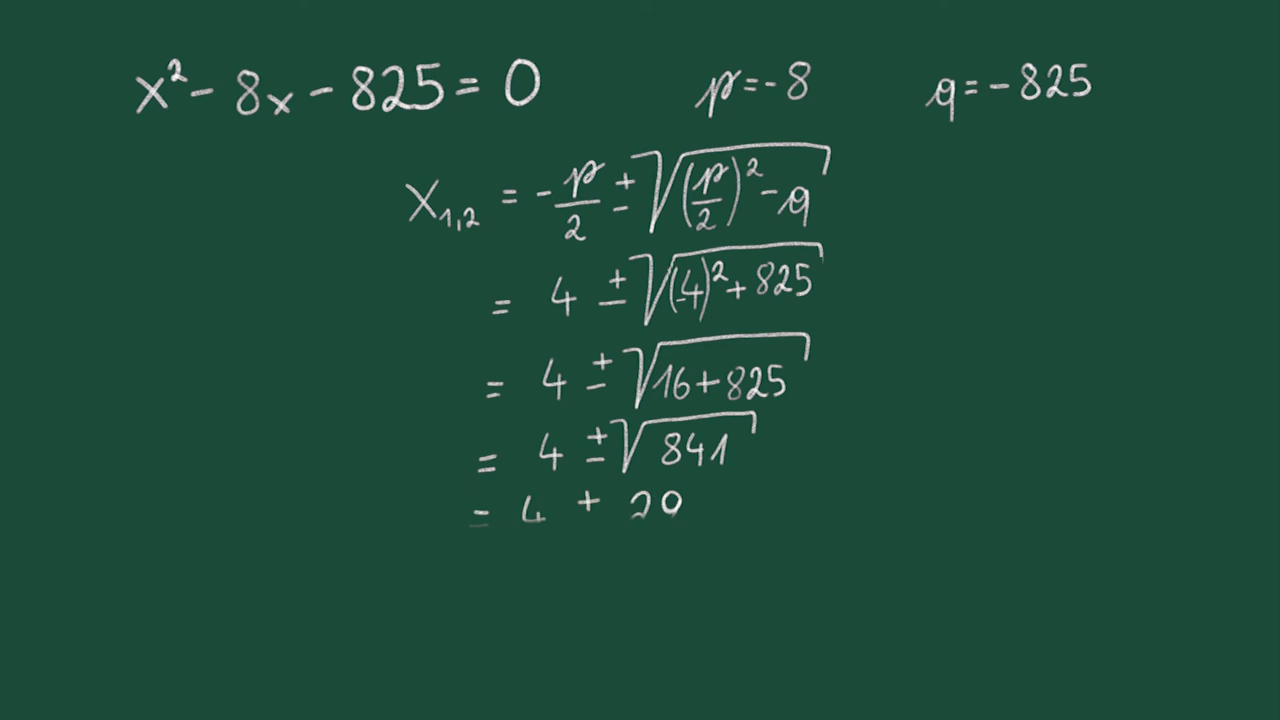 x² - 8x - 825 = 0 p = -8 q = -825
x₁,₂ = -p/2 ± √((p/2)² - q)
= 4 ± √((-4)² + 825)
= 4 ± √(16 + 825)
= 4 ± √841
= 4 +